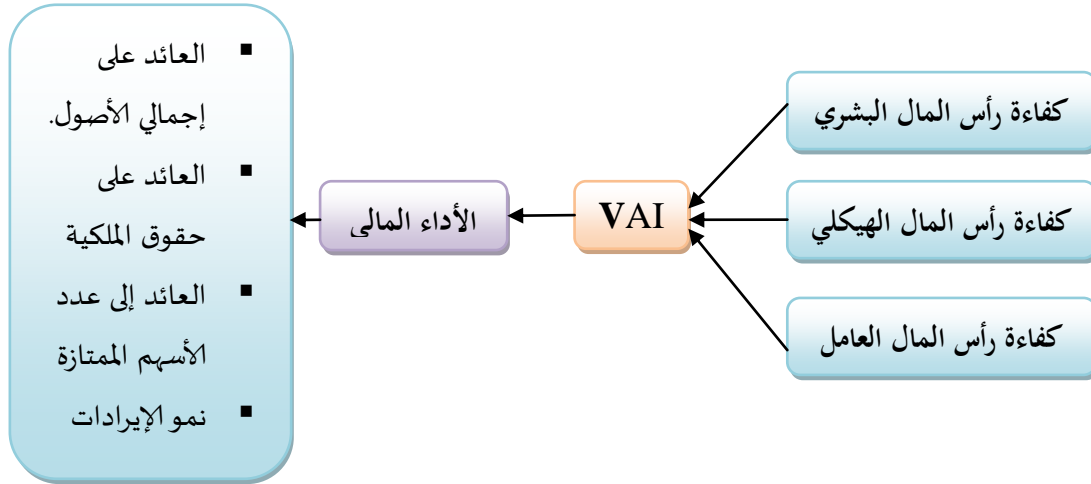 كفاءة رأس المال البشري
كفاءة رأس المال الهيكلي
كفاءة رأس المال العامل
VAI
الأداء المالي
▪ العائد على
إجمالي الأصول.
▪ العائد على
حقوق الملكية
▪ العائد إلى عدد
الأسهم الممتازة
▪ نمو الإيرادات